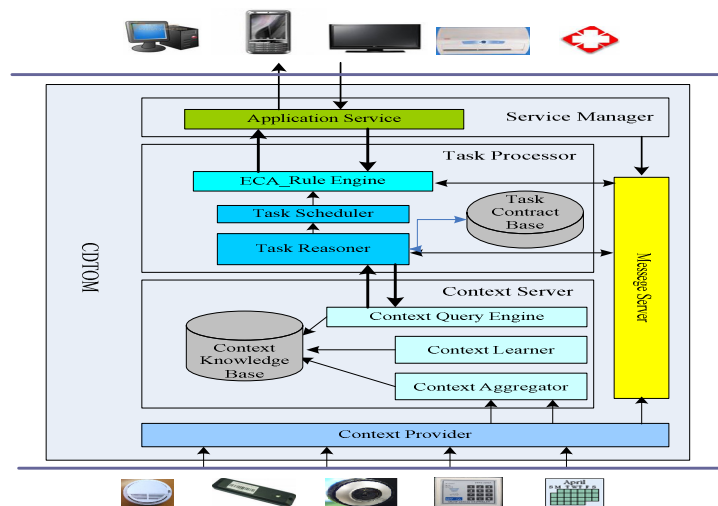 Application Service
Service Manager
Task Processor
ECA_Rule Engine
Task Scheduler
Task Reasoner
Task
Contract
Base
CDTOM
Messege Server
Context Server
Context Query Engine
Context
Knowledge
Base
Context Learner
Context Aggregator
Context Provider
April
S M T W T F S